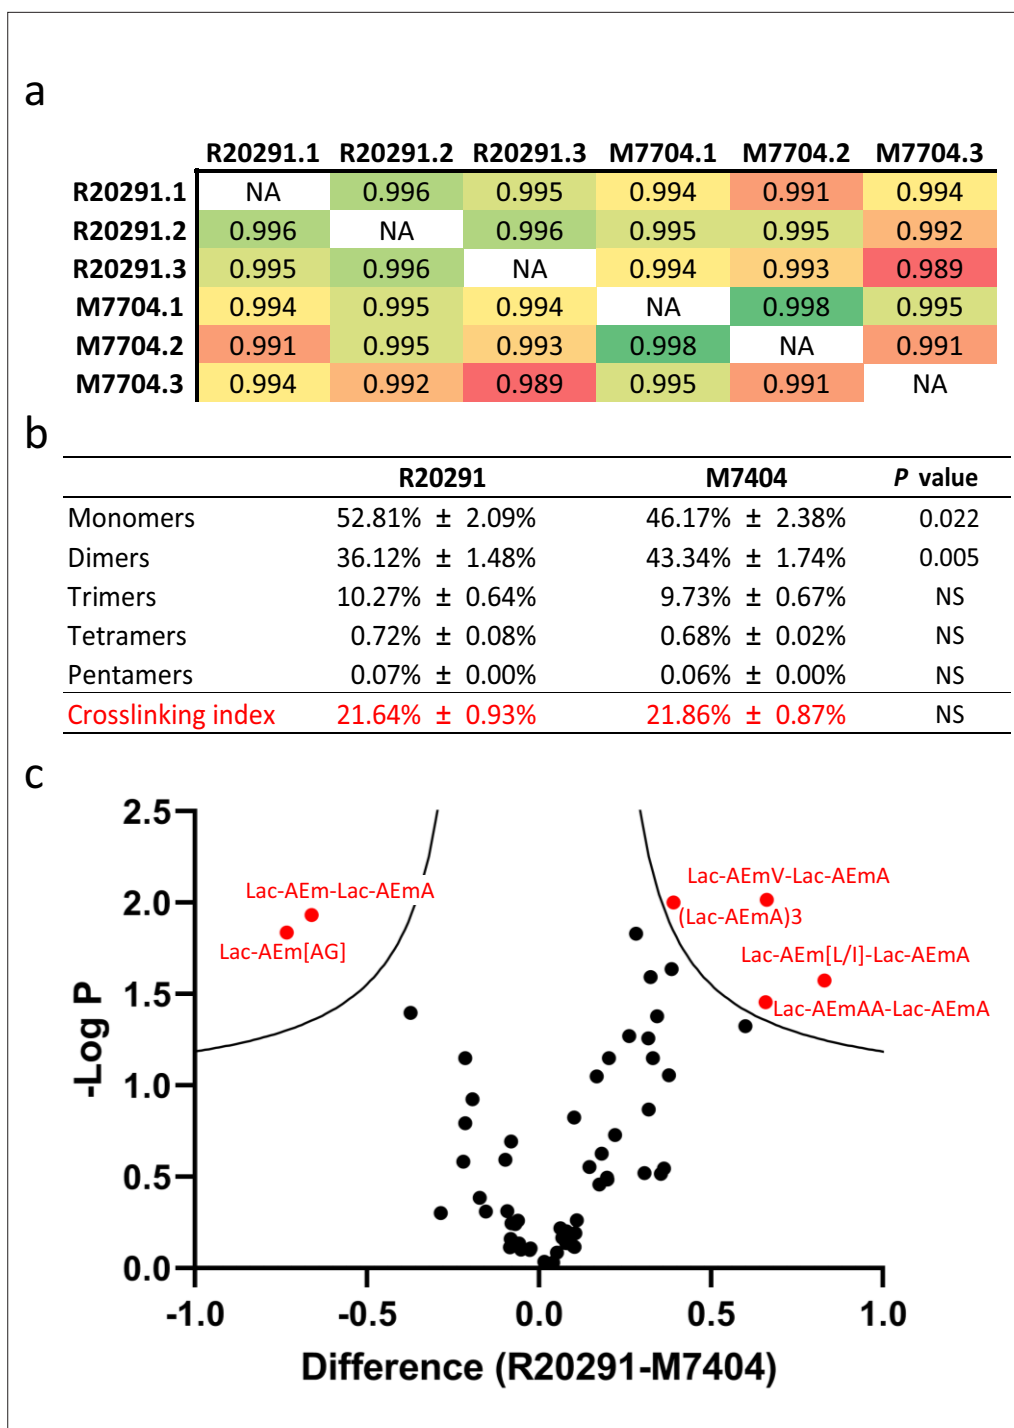 a
R20291.1 R20291.2 R20291.3 M7704.1 M7704.2 M7704.3
R20291.1 NA 0.996 0.995 0.994 0.991 0.994
R20291.2 0.996 NA 0.996 0.995 0.995 0.992
R20291.3 0.995 0.996 NA 0.994 0.993 0.989
M7704.1 0.994 0.995 0.994 NA 0.998 0.995
M7704.2 0.991 0.995 0.993 0.998 NA 0.991
M7704.3 0.994 0.992 0.989 0.995 0.991 NA
b
R20291 M7404 P value
Monomers 52.81% ± 2.09% 46.17% ± 2.38% 0.022
Dimers 36.12% ± 1.48% 43.34% ± 1.74% 0.005
Trimers 10.27% ± 0.64% 9.73% ± 0.67% NS
Tetramers 0.72% ± 0.08% 0.68% ± 0.02% NS
Pentamers 0.07% ± 0.00% 0.06% ± 0.00% NS
Crosslinking index 21.64% ± 0.93% 21.86% ± 0.87% NS
c
2.5
2.0
1.5
1.0
0.5
0.0
-Log P
Lac-AEm-Lac-AEmA
Lac-AEm[AG]
Lac-AEmV-Lac-AEmA
(Lac-AEmA)3
Lac-AEm[L/I]-Lac-AEmA
Lac-AEmAA-Lac-AEmA
-1.0 -0.5 0.0 0.5 1.0
Difference (R20291-M7404)